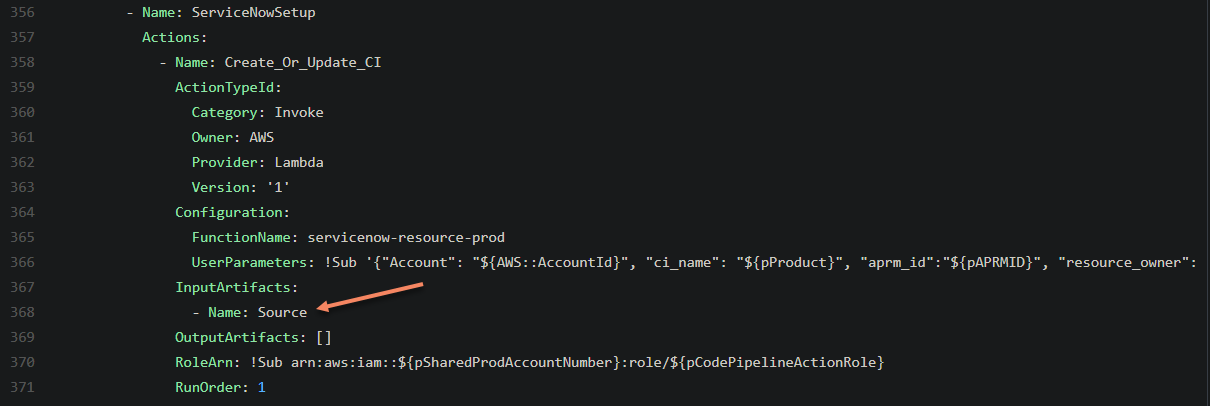 356 - Name: ServiceNowSetup
357 Actions:
358 - Name: Create_Or_Update_CI
359 ActionTypeId:
360 Category: Invoke
361 Owner: AWS
362 Provider: Lambda
363 Version: '1'
364 Configuration:
365 FunctionName: servicenow-resource-prod
366 UserParameters: !Sub '{"Account": "${AWS::AccountId}", "ci_name": "${pProduct}", "aprm_id":"${pAPRMID}", "resource_owner":
367 InputArtifacts:
368 - Name: Source
369 OutputArtifacts: []
370 RoleArn: !Sub arn:aws:iam::${pSharedProdAccountNumber}:role/${pCodePipelineActionRole}
371 RunOrder: 1